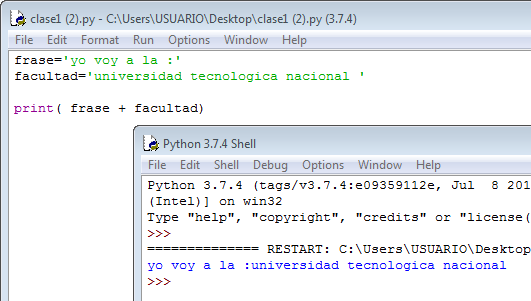 clase1 (2).py - C:\Users\USUARIO\Desktop\clase1 (2).py (3.7.4)
File Edit Format Run Options Window Help
frase='yo voy a la :'
facultad='universidad tecnologica nacional '
print( frase + facultad)
Python 3.7.4 Shell
File Edit Shell Debug Options Window Help
Python 3.7.4 (tags/v3.7.4:e09359112e, Jul 8 201
(Intel)] on win32
Type "help", "copyright", "credits" or "license(
>>>
============== RESTART: C:\Users\USUARIO\Desktop
yo voy a la :universidad tecnologica nacional
>>>